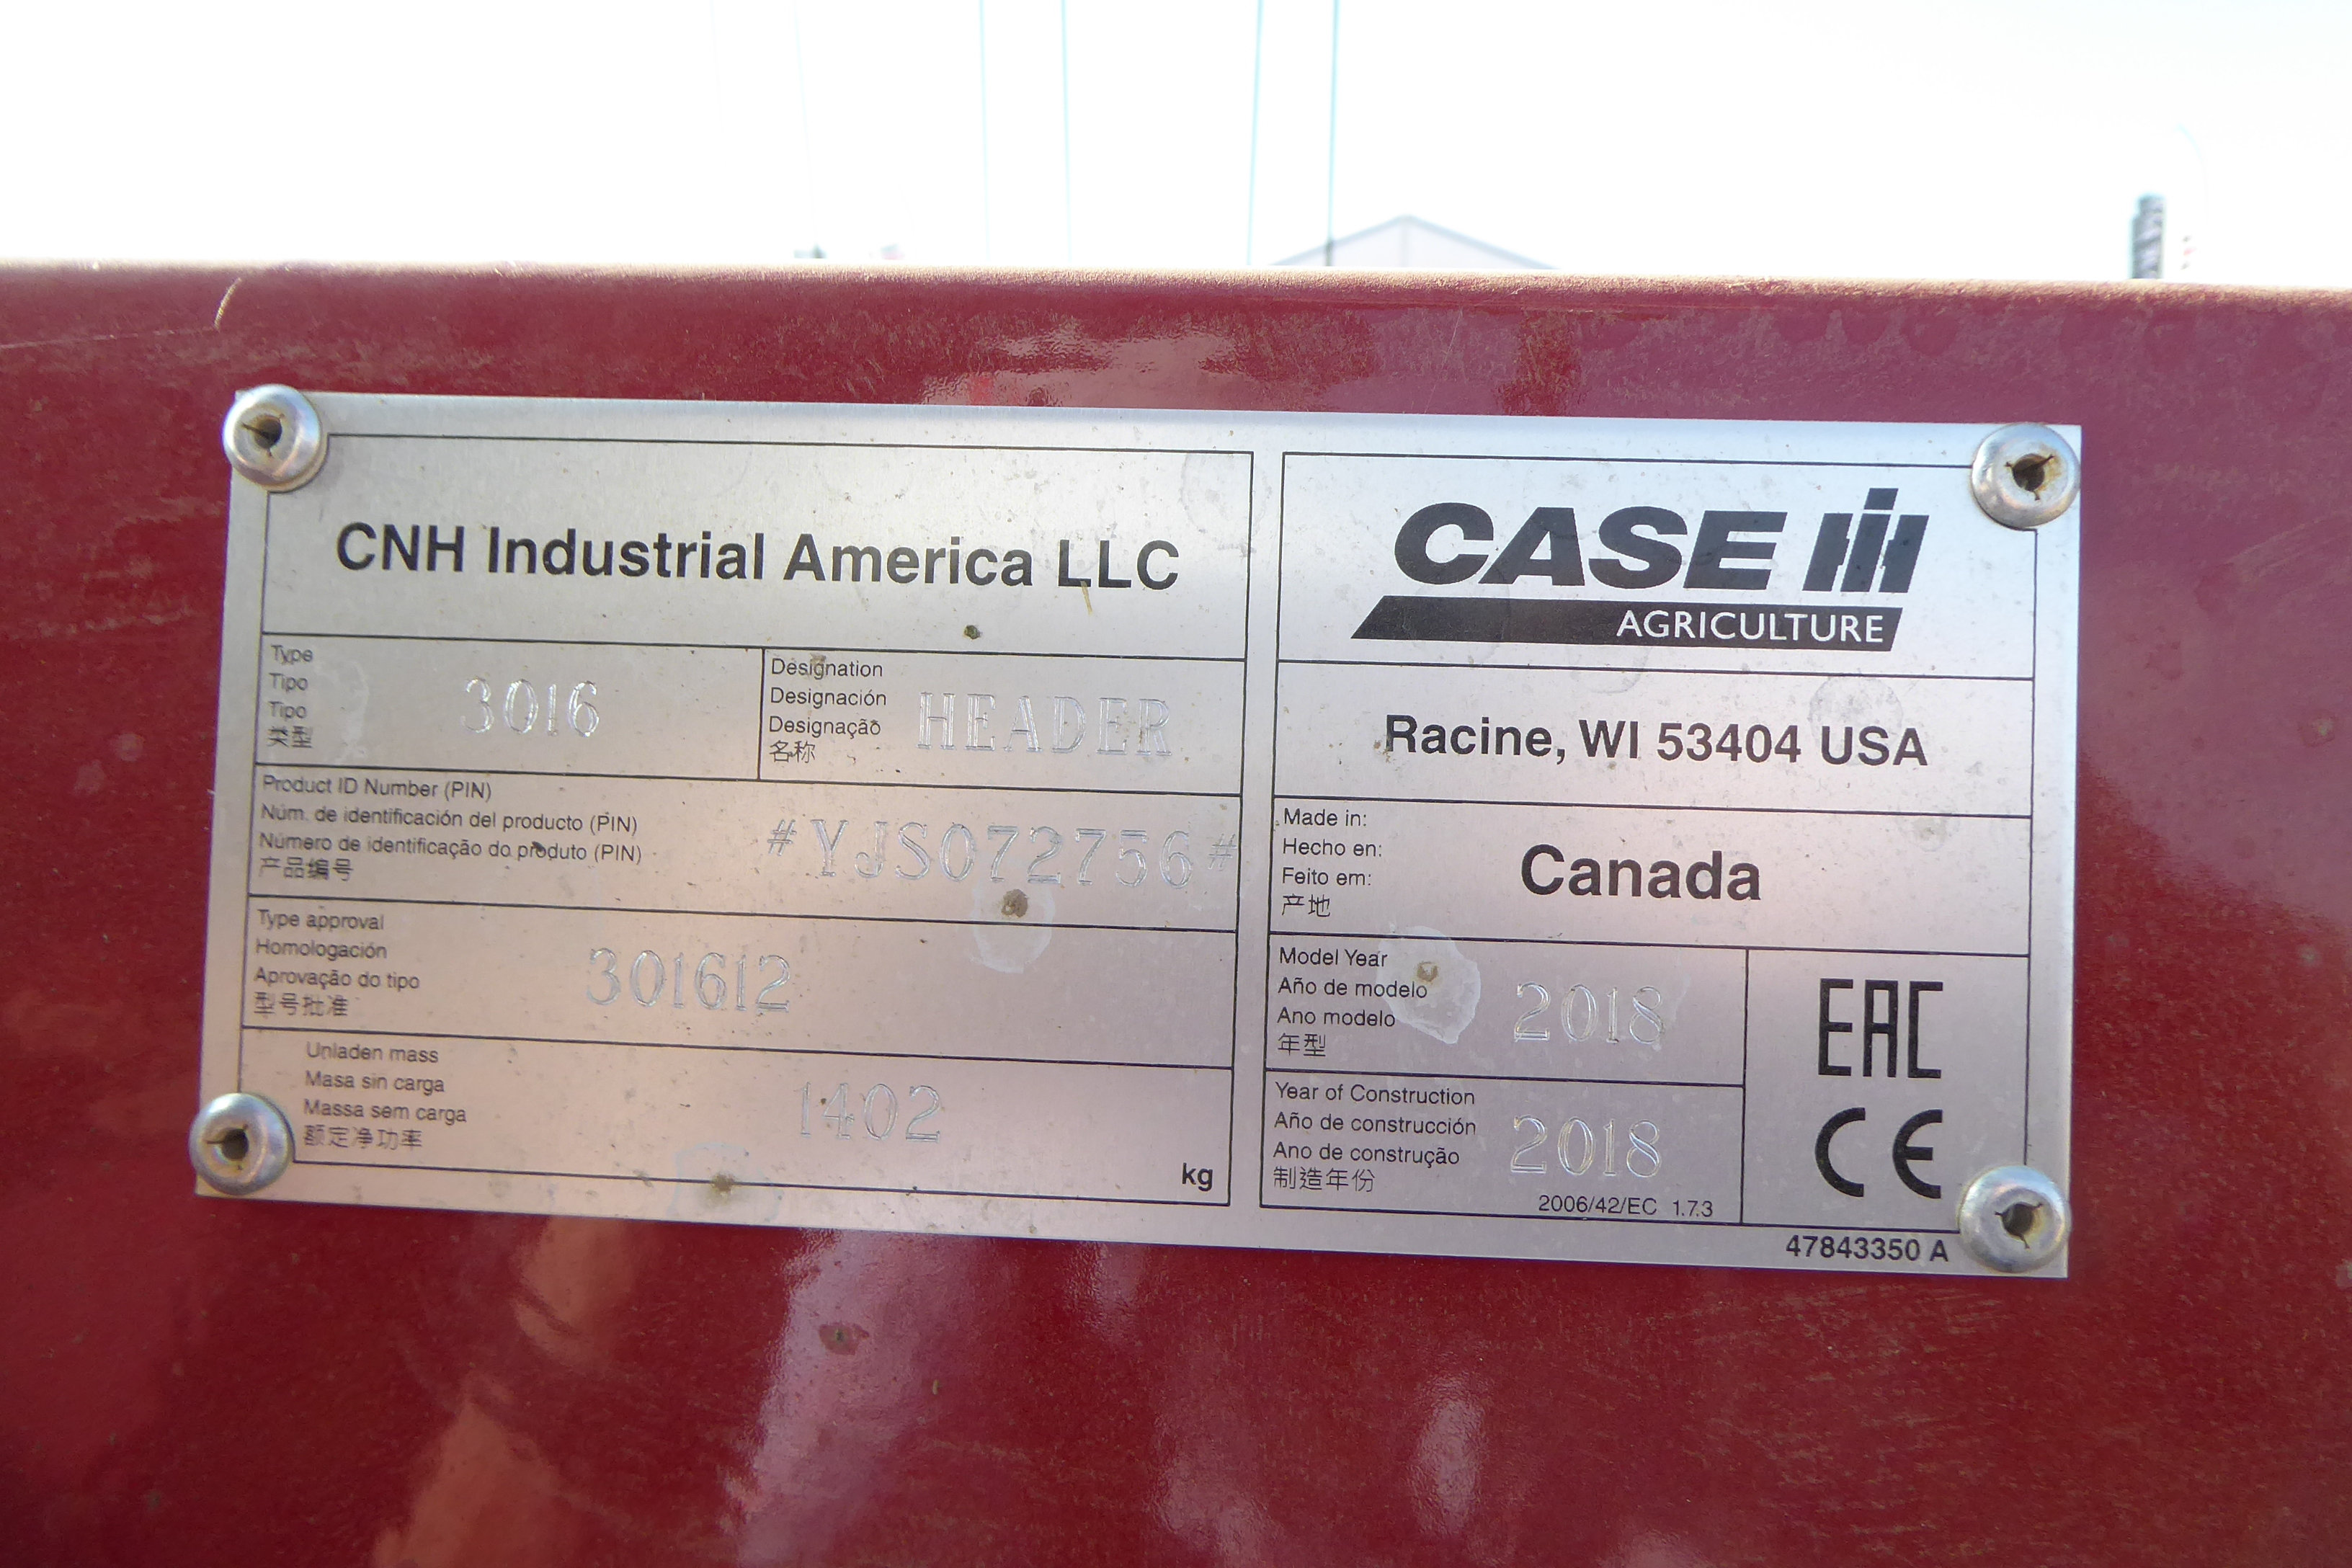 CNH Industrial America LLC
Type
Tipo
Tipo
类型
3016
Designation
Designación
Designação
名称
HEADER
Product ID Number (PIN)
Núm. de identificación del producto (PIN)
Número de identificação do produto (PIN)
产品编号
#YJS072756#
Type approval
Homologación
Aprovação do tipo
型号批准
301612
Unladen mass
Masa sin carga
Massa sem carga
额定净功率
1402
kg
CASE IH
AGRICULTURE
Racine, WI 53404 USA
Made in:
Hecho en:
Feito em:
产地
Canada
Model Year
Año de modelo
Ano modelo
年型
2018
Year of Construction
Año de construcción
Ano de construção
制造年份
2018
2006/42/EC 1.7.3
EAC
CE
47843350 A